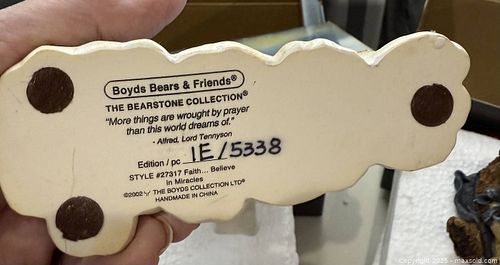 Boyds Bears & Friends®
THE BEARSTONE COLLECTION®
"More things are wrought by prayer
than this world dreams of."
- Alfred, Lord Tennyson
Edition / pc 1E/5338
STYLE #27317 Faith... Believe
in Miracles
©2002 THE BOYDS COLLECTION LTD®
HANDMADE IN CHINA
Copyright 2025 - maxsold.com